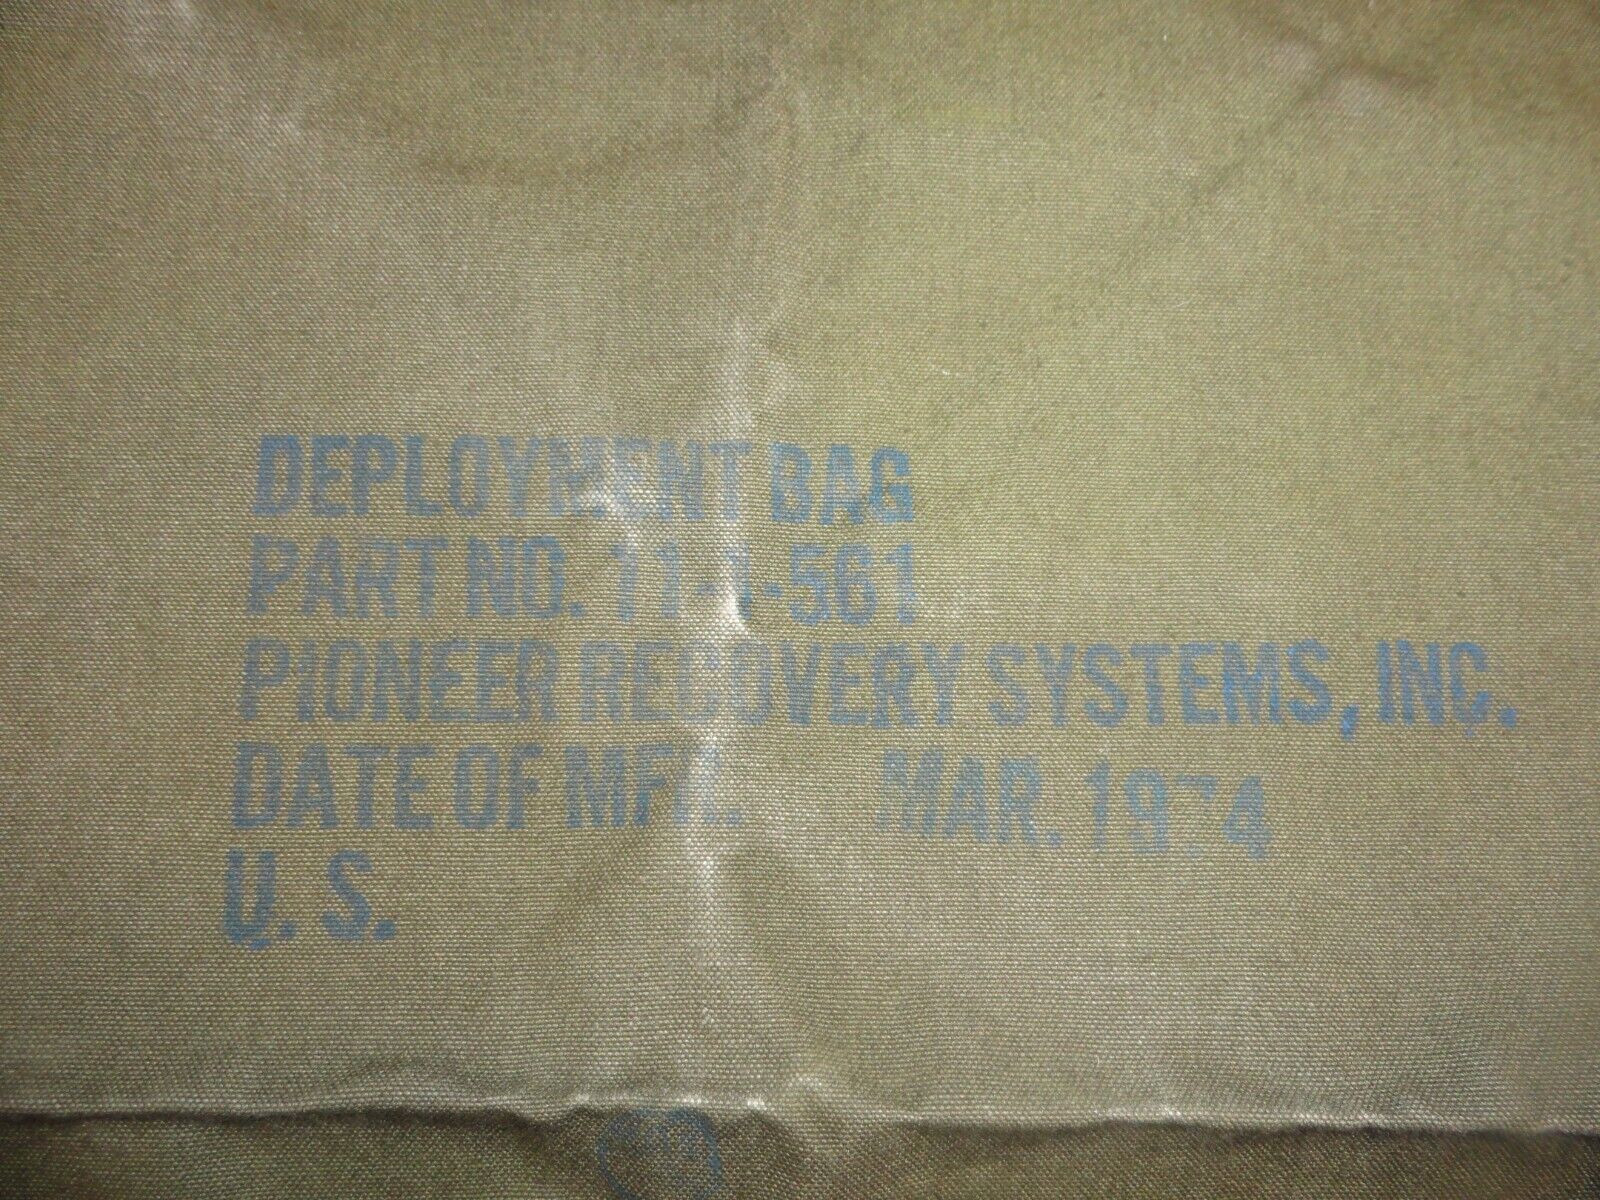 DEPLOYMENT BAG
PART NO. 11-1-561
PIONEER RECOVERY SYSTEMS, INC.
DATE OF MFR. MAR. 1974
U. S.